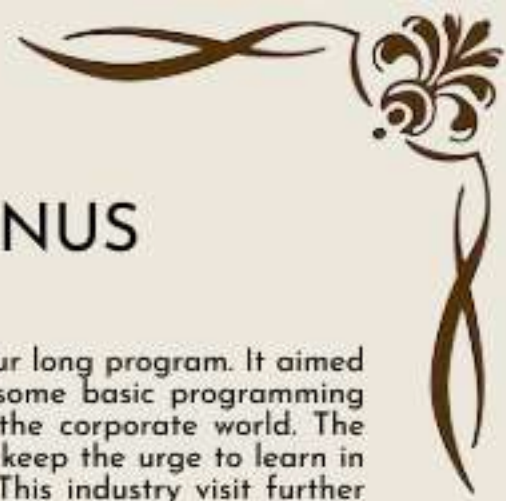 NUS
ur long program. It aimed
some basic programming
the corporate world. The
keep the urge to learn in
This industry visit further